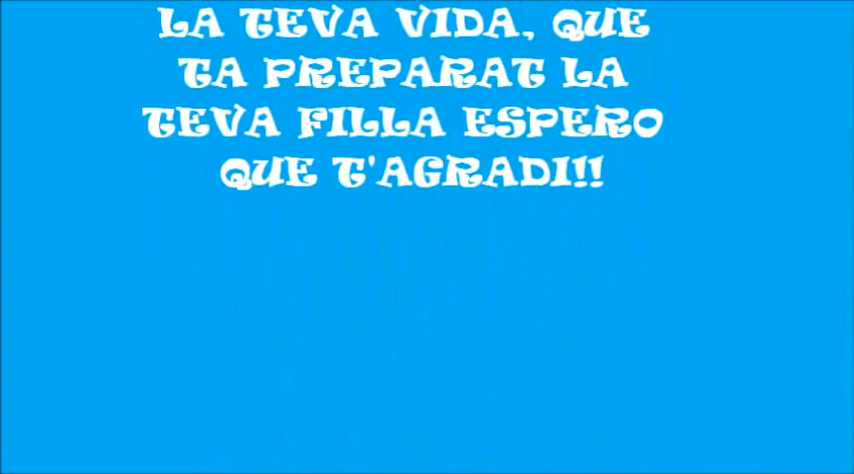 LA TEVA VIDA, QUE
TA PREPARAT LA
TEVA FILLA ESPERO
QUE T'AGRADI!!